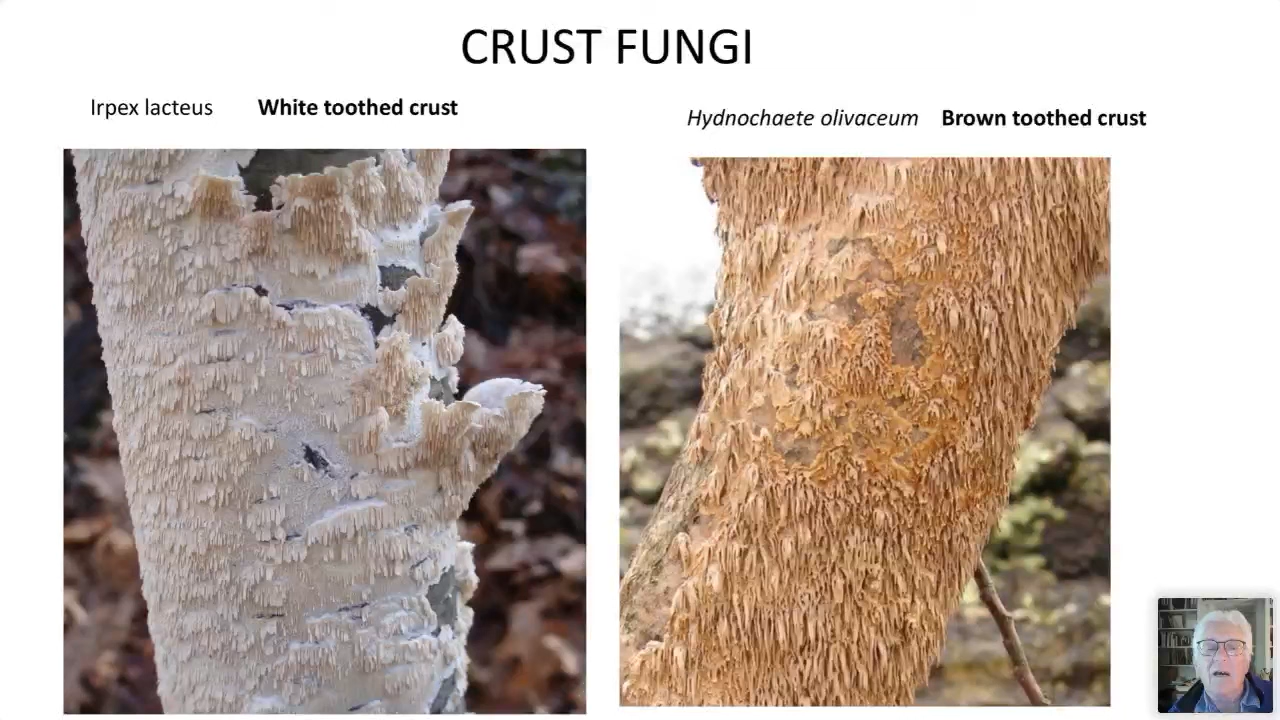 CRUST FUNGI
Irpex lacteus White toothed crust
Hydnochaete olivaceum Brown toothed crust